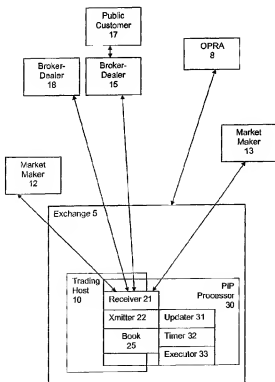 Public
Customer
17
OPRA
8
Broker-
Dealer
18
Broker-
Dealer
15
Market
Maker
13
Market
Maker
12
Exchange 5
Trading
Host
10
PiP
Processor
30
Receiver 21
Xmitter 22
Updater 31
Book
25
Timer 32
Executor 33